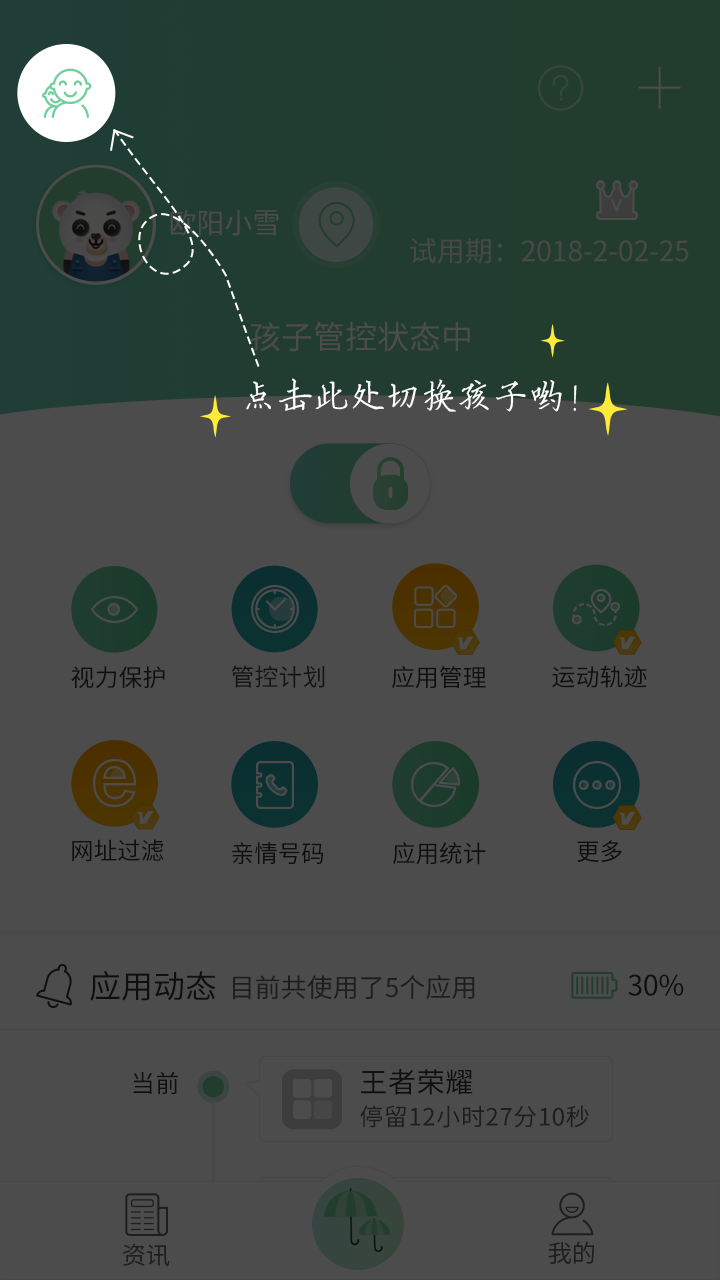 欧阳小雪
试用期：2018-2-02-25
孩子管控状态中
点击此处切换孩子哟！
视力保护 管控计划 应用管理 运动轨迹
网址过滤 亲情号码 应用统计 更多
应用动态 目前共使用了5个应用 30%
当前 王者荣耀
停留12小时27分10秒
资讯 我的